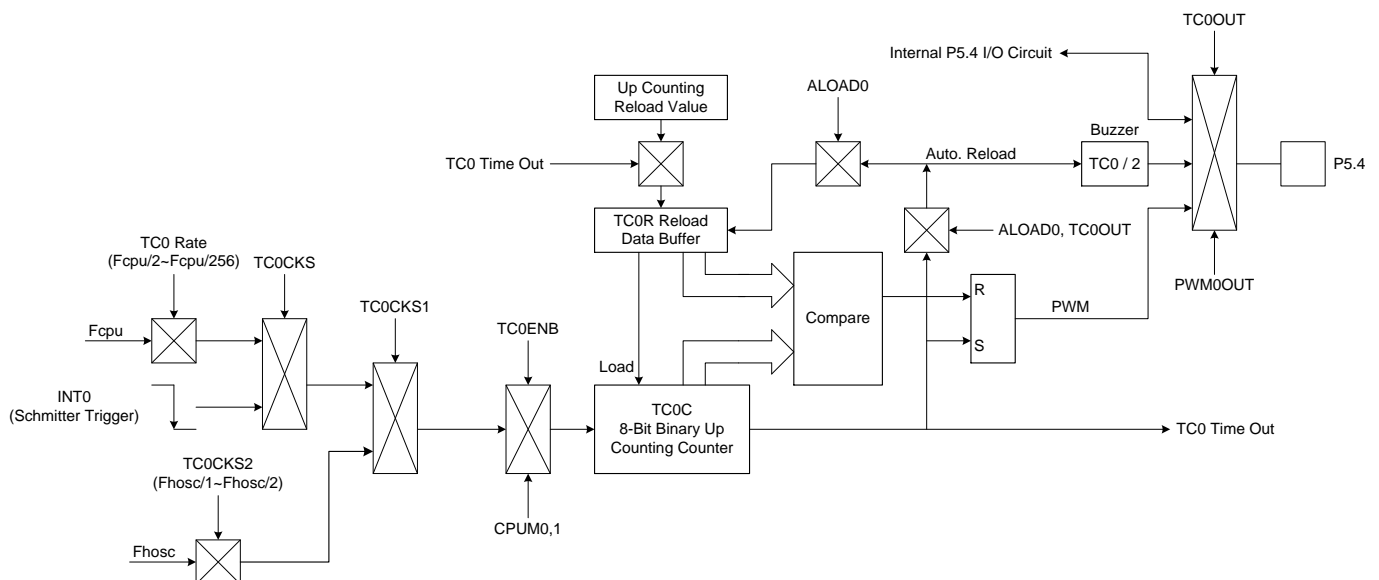 TC0OUT
Internal P5.4 I/O Circuit
Up Counting
Reload Value
ALOAD0
Buzzer
TC0 Time Out
Auto. Reload
TC0 / 2
P5.4
TC0R Reload
Data Buffer
ALOAD0, TC0OUT
TC0 Rate
(Fcpu/2~Fcpu/256)
TC0CKS
PWM0OUT
TC0CKS1
Compare
R
PWM
S
Fcpu
TC0ENB
Load
INT0
(Schmitter Trigger)
TC0C
8-Bit Binary Up
Counting Counter
TC0 Time Out
TC0CKS2
(Fhosc/1~Fhosc/2)
CPUM0,1
Fhosc